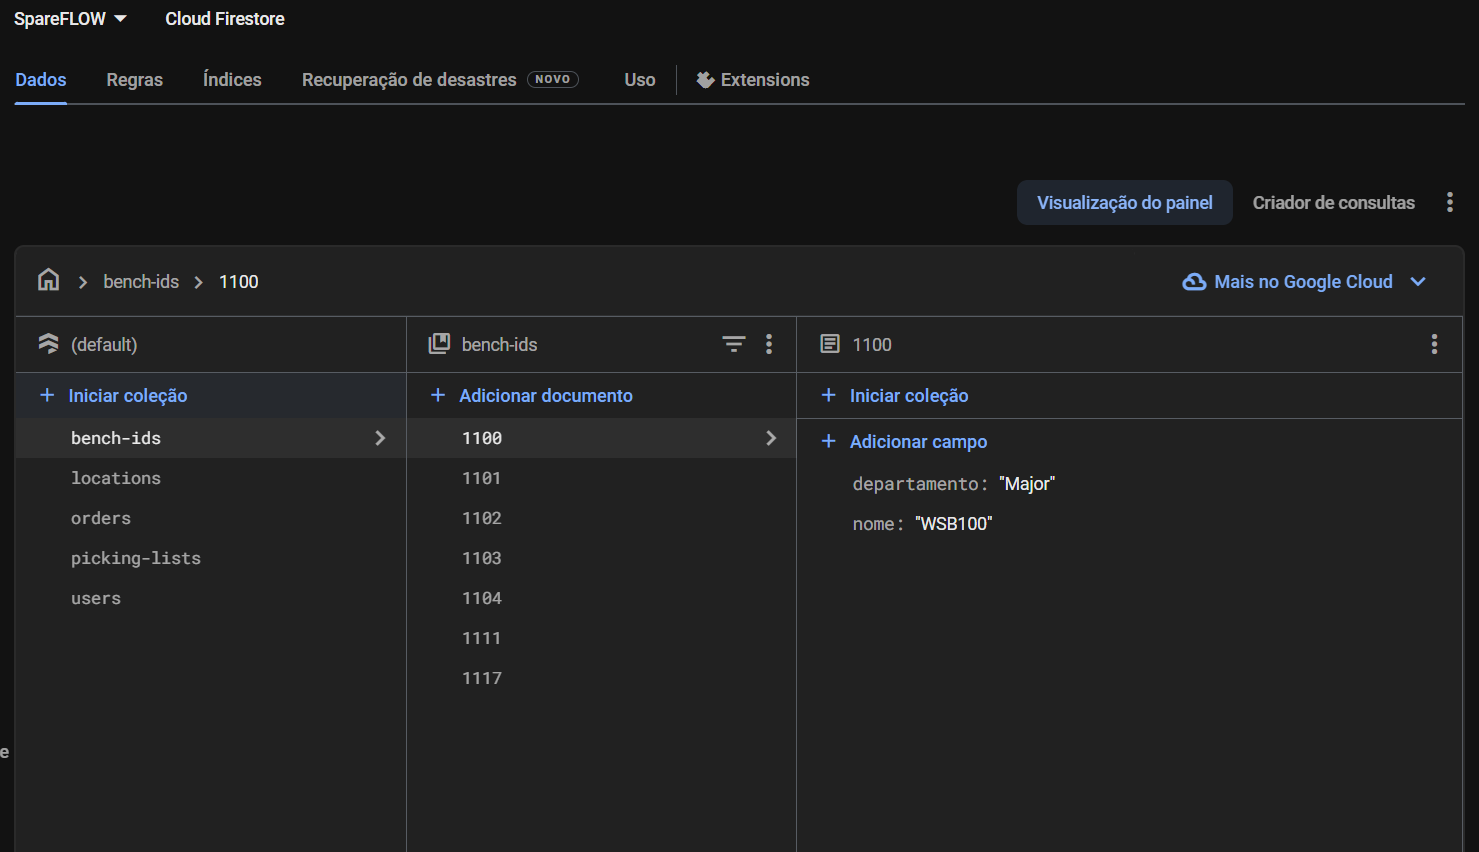 SpareFLOW Cloud Firestore
Dados Regras Índices Recuperação de desastres NOVO Uso Extensions
Visualização do painel Criador de consultas
bench-ids 1100 Mais no Google Cloud
(default) bench-ids 1100
+ Iniciar coleção + Adicionar documento + Iniciar coleção
bench-ids 1100 + Adicionar campo
locations 1101 departamento: "Major"
orders 1102 nome: "WSB100"
picking-lists 1103
users 1104
1111
1117
e